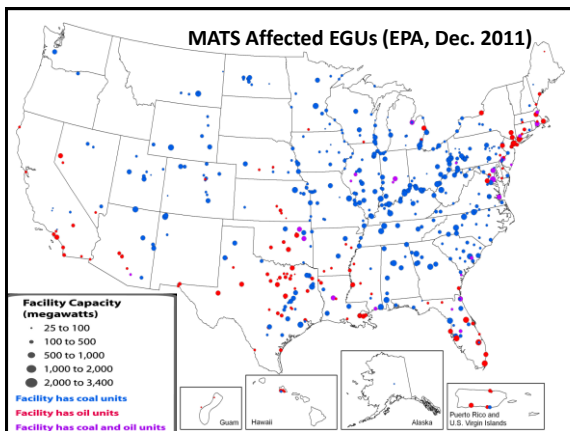 MATS Affected EGUs (EPA, Dec. 2011)
Facility Capacity
(megawatts)
25 to 100
100 to 500
500 to 1,000
1,000 to 2,000
2,000 to 3,400
Facility has coal units
Facility has oil units
Facility has coal and oil units
Guam
Hawaii
Alaska
Puerto Rico and
U.S. Virgin Islands